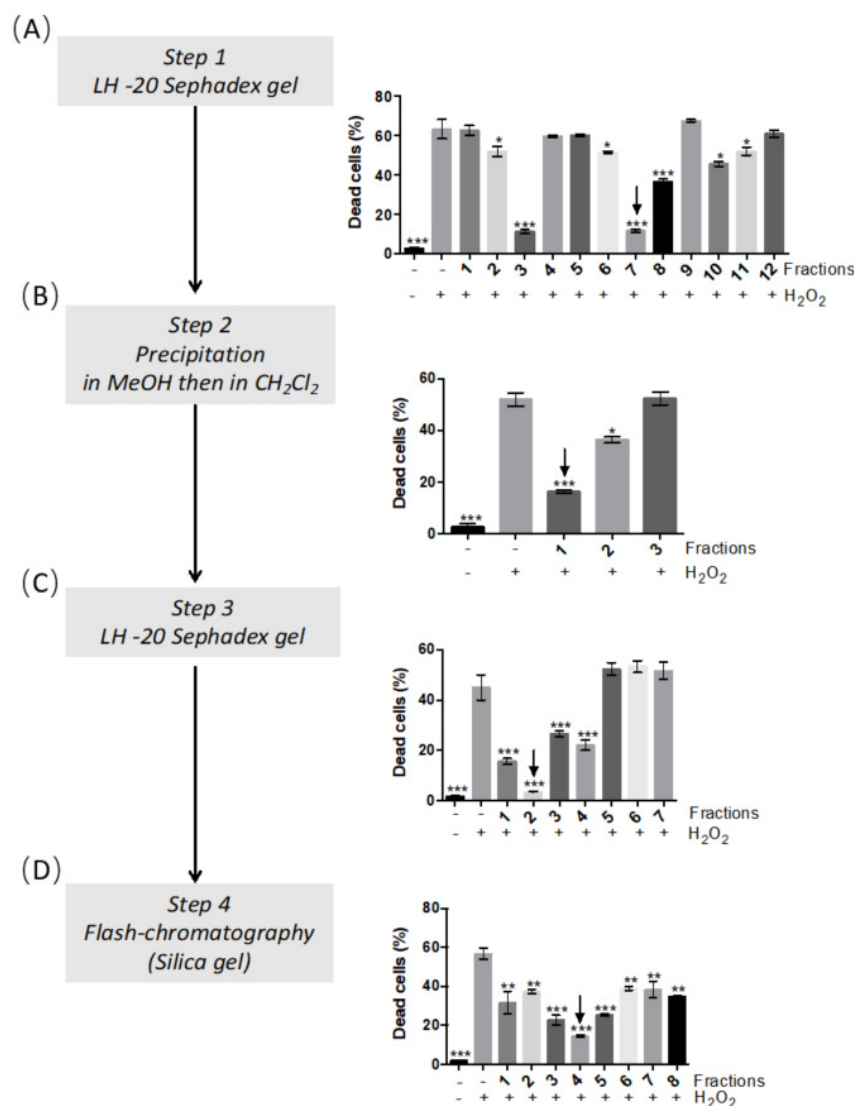 (A)
Step 1
LH -20 Sephadex gel
Dead cells (%)
80
60
40
20
0
*** * *** * *** *** * *
- - 1 2 3 4 5 6 7 8 9 10 11 12 Fractions
- + + + + + + + + + + + + + H₂O₂
(B)
Step 2
Precipitation
in MeOH then in CH₂Cl₂
Dead cells (%)
60
40
20
0
*** *** *
- - 1 2 3 Fractions
- + + + + H₂O₂
(C)
Step 3
LH -20 Sephadex gel
Dead cells (%)
60
40
20
0
*** *** *** *** ***
- - 1 2 3 4 5 6 7 Fractions
- + + + + + + + + H₂O₂
(D)
Step 4
Flash-chromatography
(Silica gel)
Dead cells (%)
80
60
40
20
0
*** ** ** *** *** *** ** ** **
- - 1 2 3 4 5 6 7 8 Fractions
- + + + + + + + + + H₂O₂